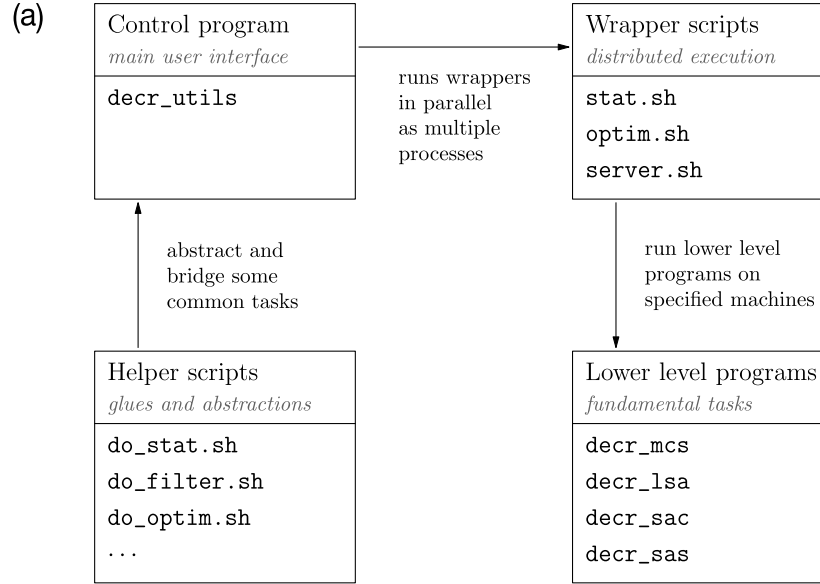 (a)
Control program
main user interface
decr_utils
runs wrappers
in parallel
as multiple
processes
Wrapper scripts
distributed execution
stat.sh
optim.sh
server.sh
abstract and
bridge some
common tasks
run lower level
programs on
specified machines
Helper scripts
glues and abstractions
do_stat.sh
do_filter.sh
do_optim.sh
...
Lower level programs
fundamental tasks
decr_mcs
decr_lsa
decr_sac
decr_sas